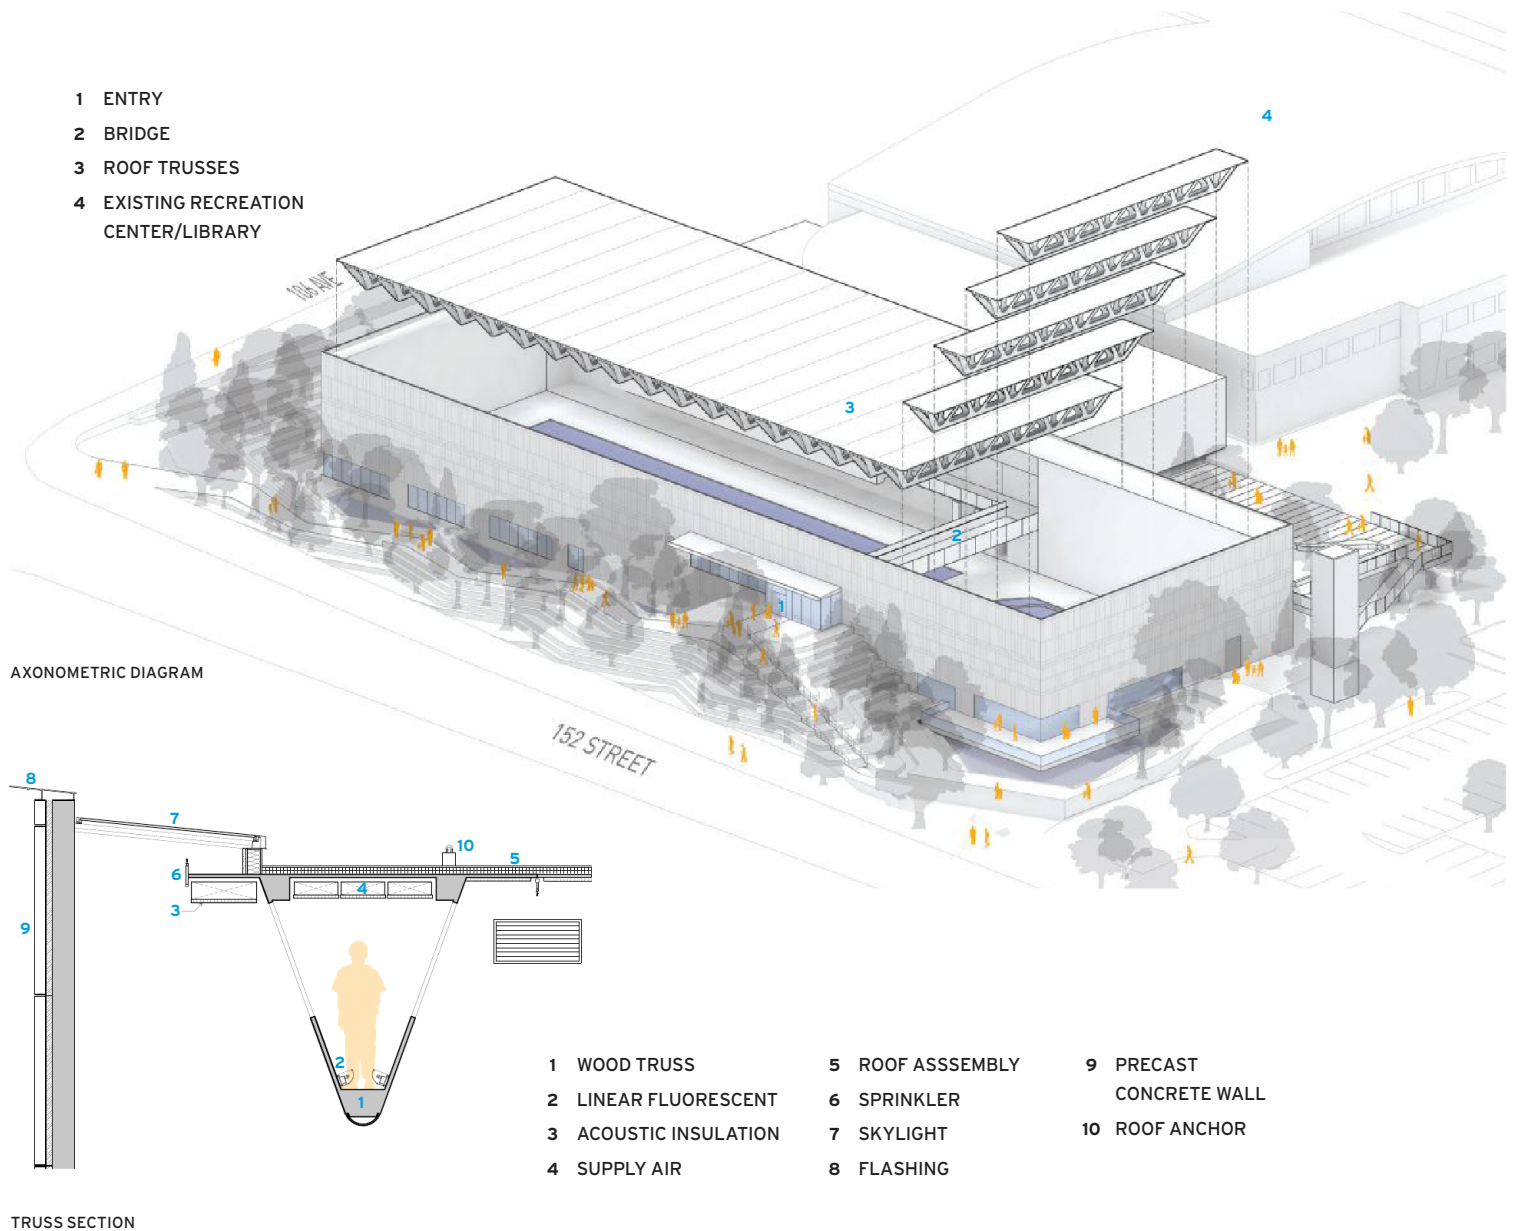 1 ENTRY
2 BRIDGE
3 ROOF TRUSSES
4 EXISTING RECREATION
CENTER/LIBRARY
4
106 AVE
3
2
1
AXONOMETRIC DIAGRAM
152 STREET
8
7
10
5
6
4
3
9
2
1
1 WOOD TRUSS
2 LINEAR FLUORESCENT
3 ACOUSTIC INSULATION
4 SUPPLY AIR
5 ROOF ASSSEMBLY
6 SPRINKLER
7 SKYLIGHT
8 FLASHING
9 PRECAST
CONCRETE WALL
10 ROOF ANCHOR
TRUSS SECTION